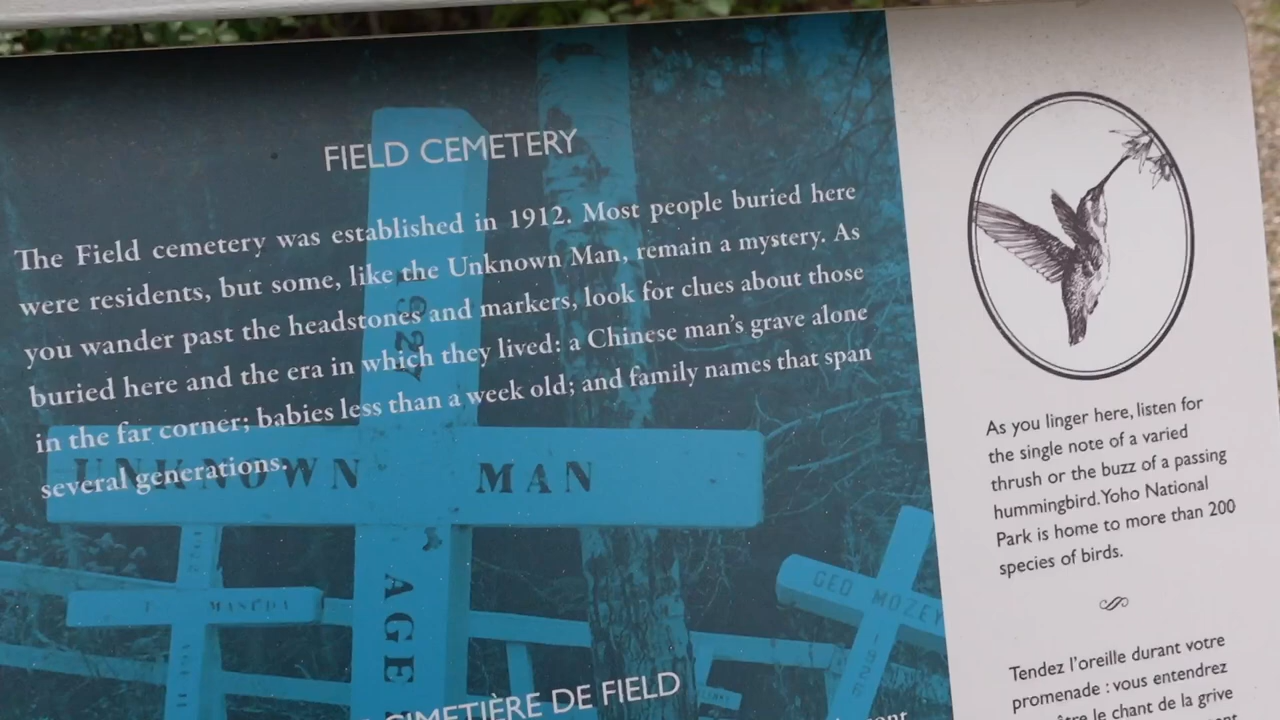 FIELD CEMETERY
The Field cemetery was established in 1912. Most people buried here
were residents, but some, like the Unknown Man, remain a mystery. As
you wander past the headstones and markers, look for clues about those
buried here and the era in which they lived: a Chinese man's grave alone
in the far corner; babies less than a week old; and family names that span
several generations.
1927
UNKNOWN MAN
AGE
GEO MOZEY
CIMETIÈRE DE FIELD
As you linger here, listen for
the single note of a varied
thrush or the buzz of a passing
hummingbird. Yoho National
Park is home to more than 200
species of birds.
Tendez l'oreille durant votre
promenade : vous entendrez
le chant de la grive